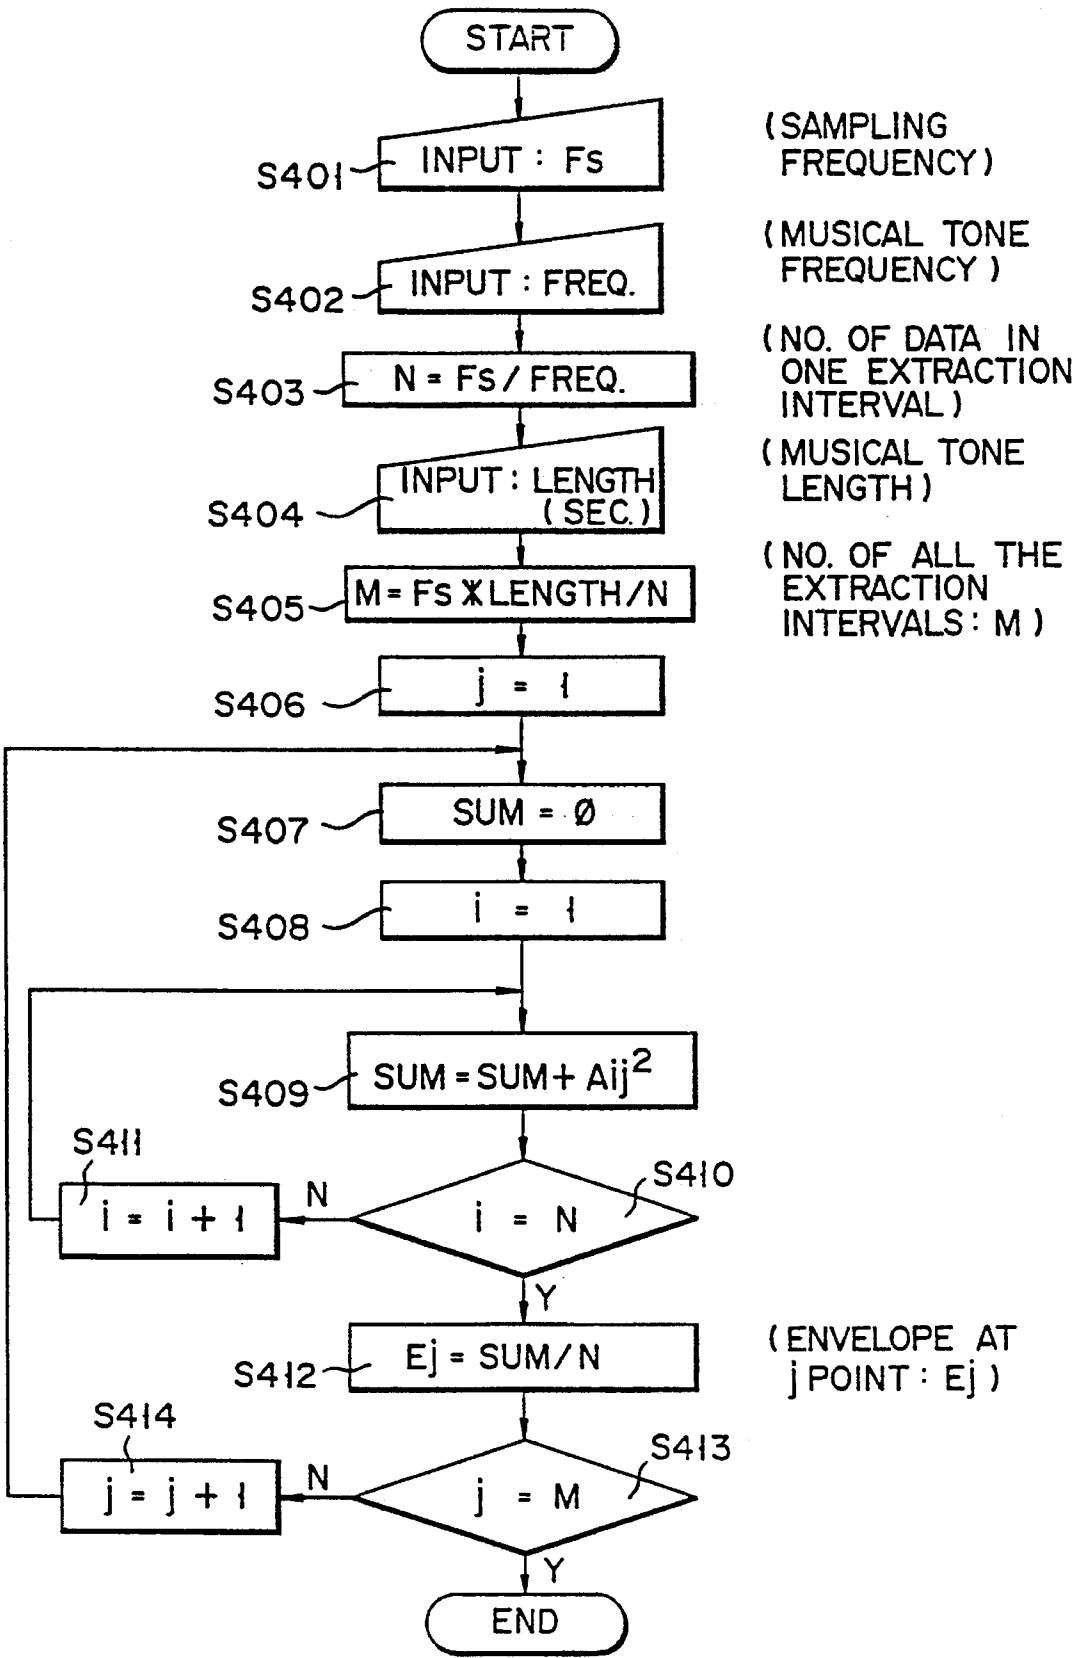 START
S401
INPUT : Fs
(SAMPLING
FREQUENCY)
S402
INPUT : FREQ.
(MUSICAL TONE
FREQUENCY)
S403
N = Fs / FREQ.
(NO. OF DATA IN
ONE EXTRACTION
INTERVAL)
S404
INPUT : LENGTH
(SEC.)
(MUSICAL TONE
LENGTH)
S405
M = Fs * LENGTH / N
(NO. OF ALL THE
EXTRACTION
INTERVALS : M)
S406
j = 1
S407
SUM = Ø
S408
i = 1
S409
SUM = SUM + Aij²
S410
i = N
N
S411
i = i + 1
Y
S412
Ej = SUM / N
(ENVELOPE AT
j POINT : Ej)
S413
j = M
N
S414
j = j + 1
Y
END